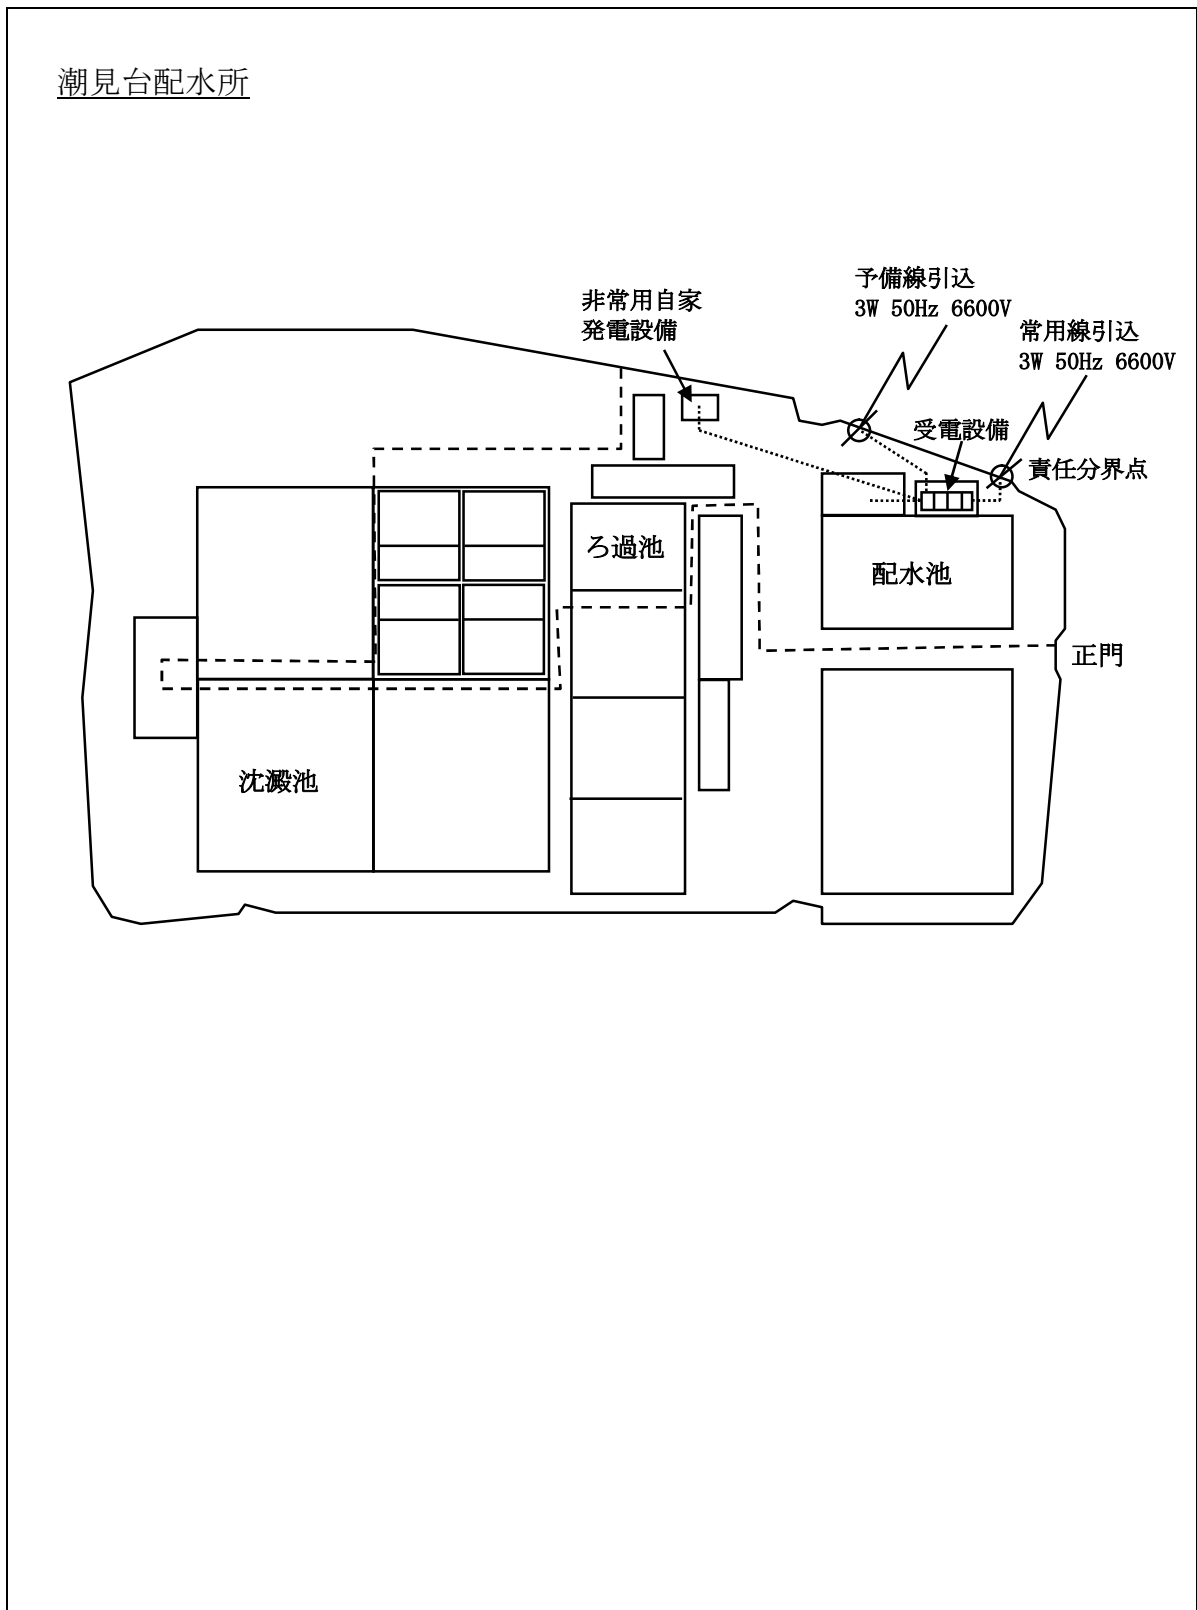 潮見台配水所
予備線引込
3W 50Hz 6600V
非常用自家
発電設備
常用線引込
3W 50Hz 6600V
受電設備
責任分界点
ろ過池
配水池
正門
沈澱池